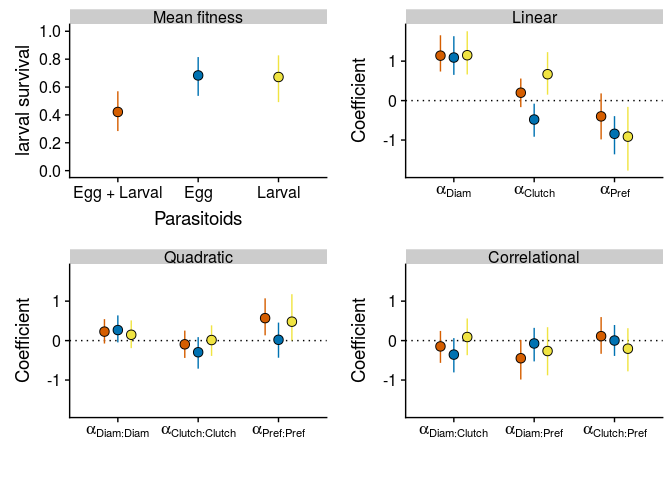 Mean fitness
larval survival
1.0
0.8
0.6
0.4
0.2
0.0
Egg + Larval Egg Larval
Parasitoids
Linear
Coefficient
1
0
-1
αDiam αClutch αPref
Quadratic
Coefficient
1
0
-1
αDiam:Diam αClutch:Clutch αPref:Pref
Correlational
Coefficient
1
0
-1
αDiam:Clutch αDiam:Pref αClutch:Pref